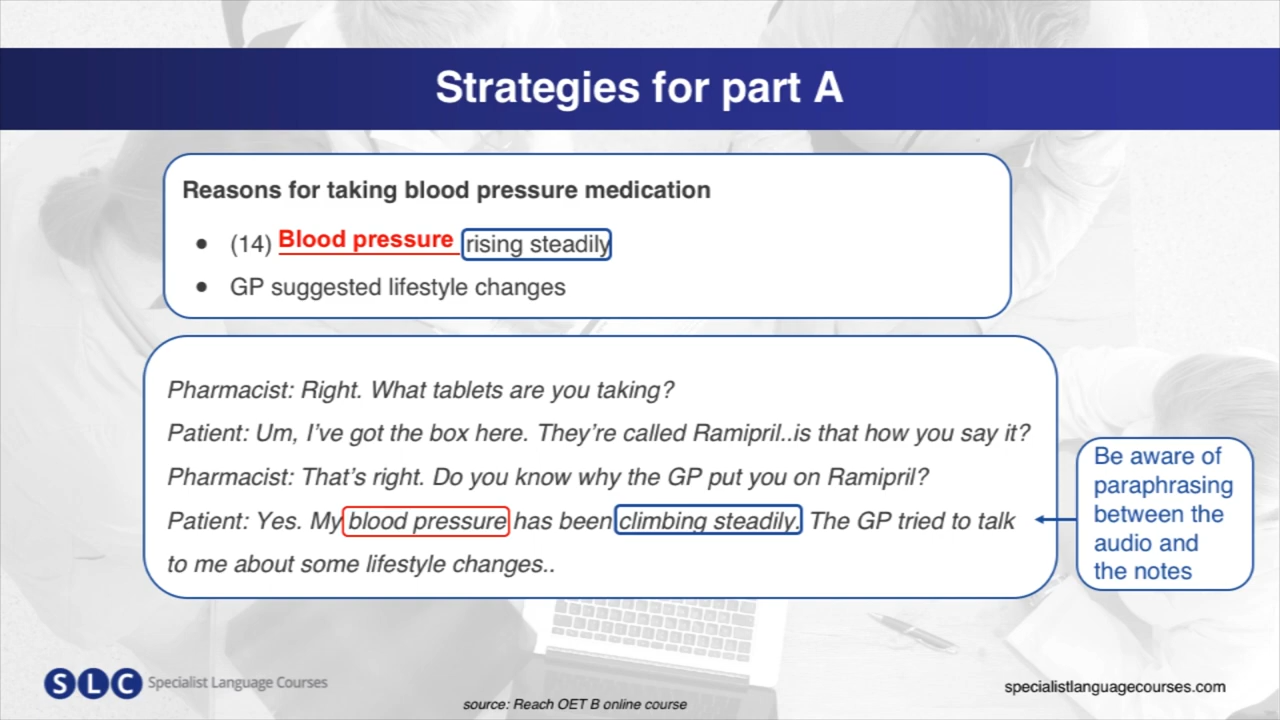 Strategies for part A
Reasons for taking blood pressure medication
● (14) Blood pressure rising steadily
● GP suggested lifestyle changes
Pharmacist: Right. What tablets are you taking?
Patient: Um, I've got the box here. They're called Ramipril..is that how you say it?
Pharmacist: That's right. Do you know why the GP put you on Ramipril?
Patient: Yes. My blood pressure has been climbing steadily. The GP tried to talk
to me about some lifestyle changes..
Be aware of
paraphrasing
between the
audio and
the notes
SLC Specialist Language Courses
source: Reach OET B online course
specialistlanguagecourses.com